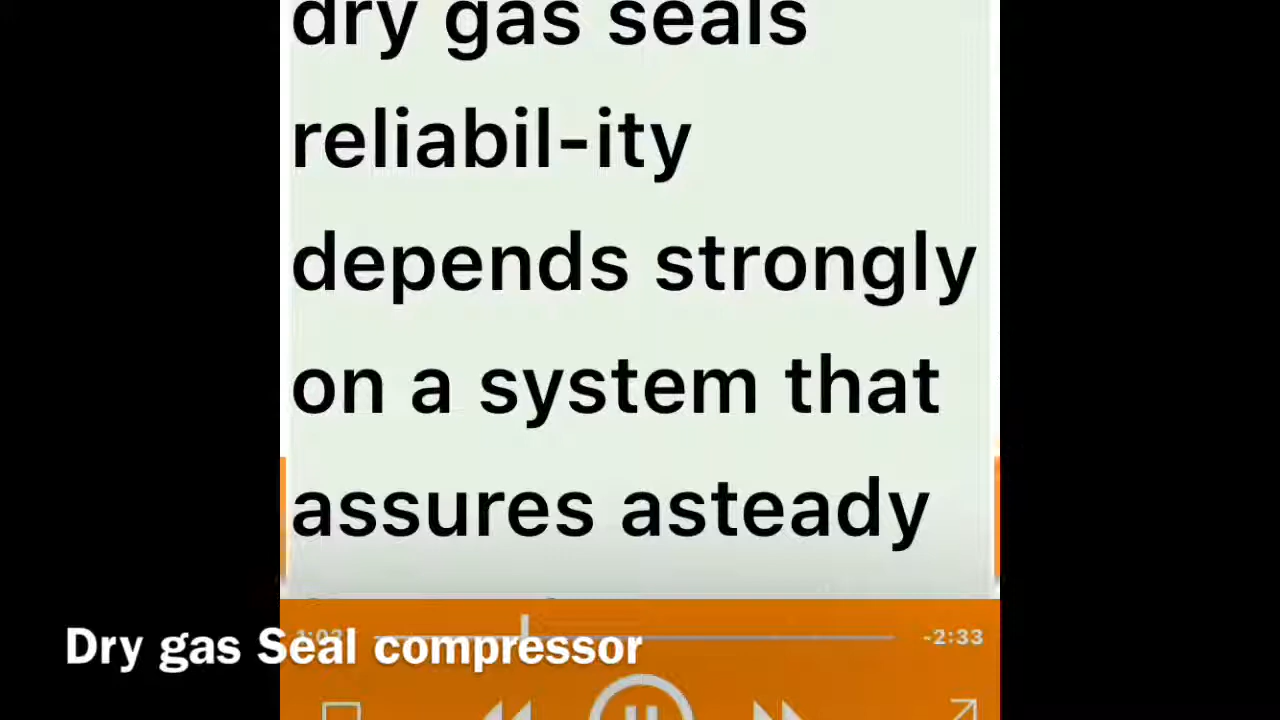 dry gas seals
reliabil-ity
depends strongly
on a system that
assures asteady
-2:33
Dry gas Seal compressor